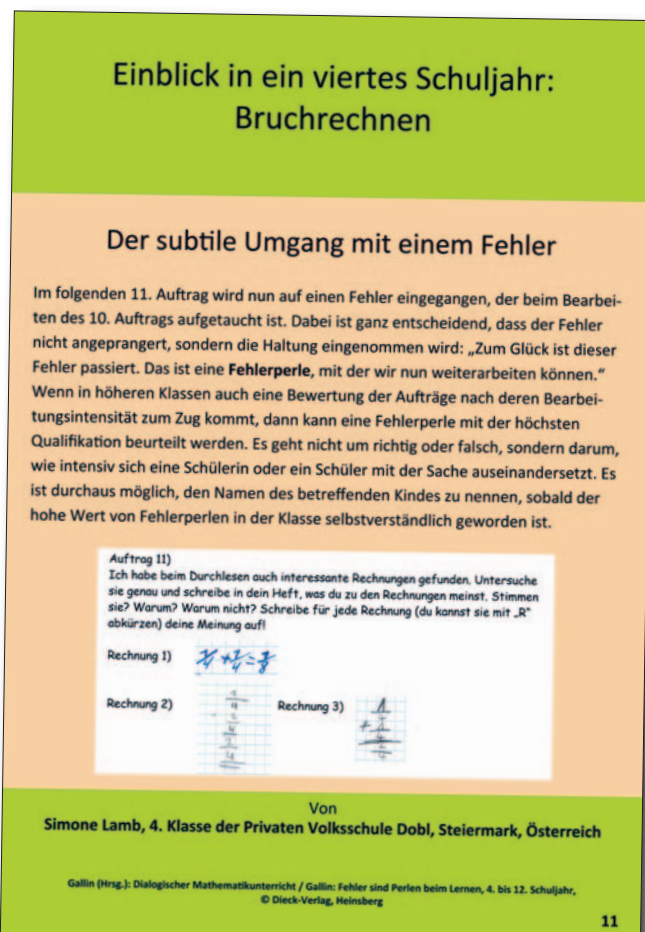 Einblick in ein viertes Schuljahr:
Bruchrechnen
Der subtile Umgang mit einem Fehler
Im folgenden 11. Auftrag wird nun auf einen Fehler eingegangen, der beim Bearbei-
ten des 10. Auftrags aufgetaucht ist. Dabei ist ganz entscheidend, dass der Fehler
nicht angeprangert, sondern die Haltung eingenommen wird: „Zum Glück ist dieser
Fehler passiert. Das ist eine Fehlerperle, mit der wir nun weiterarbeiten können.“
Wenn in höheren Klassen auch eine Bewertung der Aufträge nach deren Bearbei-
tungsintensität zum Zug kommt, dann kann eine Fehlerperle mit der höchsten
Qualifikation beurteilt werden. Es geht nicht um richtig oder falsch, sondern darum,
wie intensiv sich eine Schülerin oder ein Schüler mit der Sache auseinandersetzt. Es
ist durchaus möglich, den Namen des betreffenden Kindes zu nennen, sobald der
hohe Wert von Fehlerperlen in der Klasse selbstverständlich geworden ist.
Auftrag 11)
Ich habe beim Durchlesen auch interessante Rechnungen gefunden. Untersuche
sie genau und schreibe in dein Heft, was du zu den Rechnungen meinst. Stimmen
sie? Warum? Warum nicht? Schreibe für jede Rechnung (du kannst sie mit „R“
abkürzen) deine Meinung auf!
Rechnung 1)
Rechnung 2)
Rechnung 3)
Von
Simone Lamb, 4. Klasse der Privaten Volksschule Dobl, Steiermark, Österreich
Gallin (Hrsg.): Dialogischer Mathematikunterricht / Gallin: Fehler sind Perlen beim Lernen, 4. bis 12. Schuljahr,
© Dieck-Verlag, Heinsberg
11